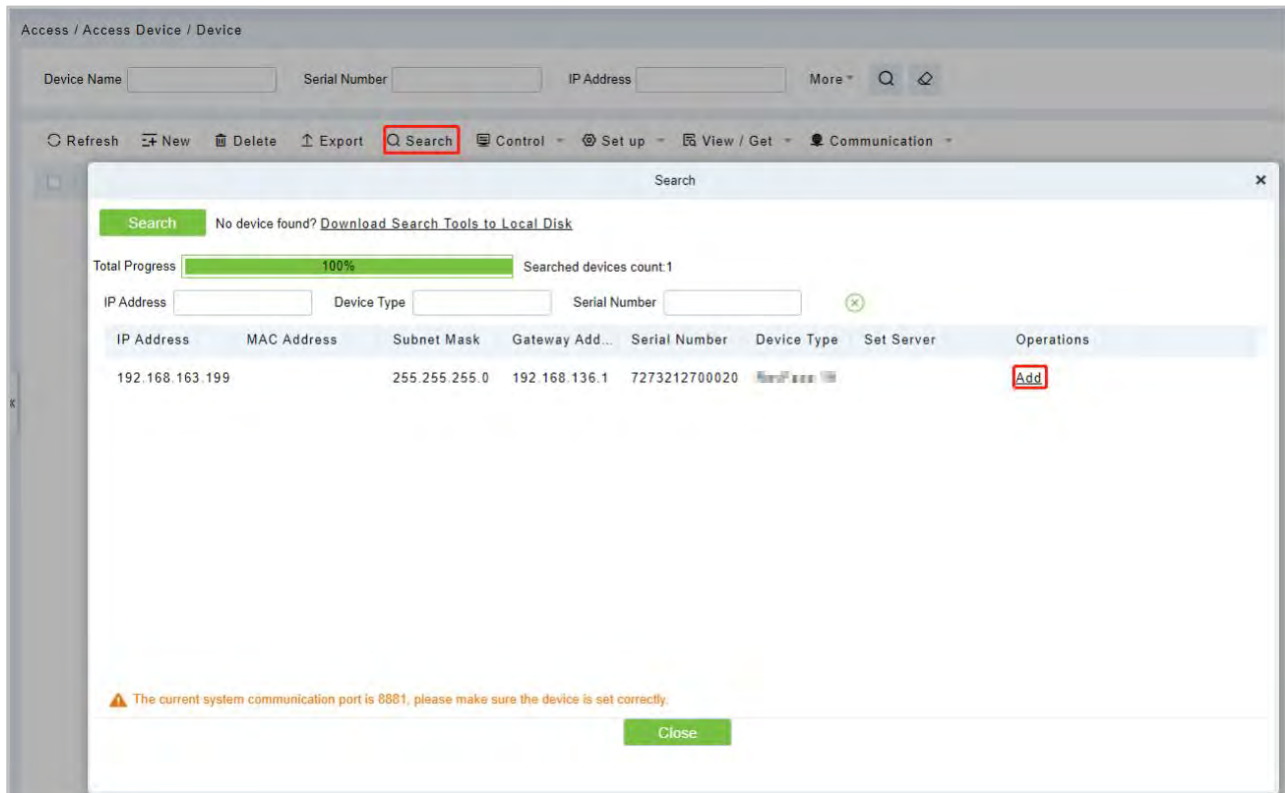 Access / Access Device / Device
Device Name Serial Number IP Address More
Refresh New Delete Export Search Control Set up View / Get Communication
Search
Search No device found? Download Search Tools to Local Disk
Total Progress 100% Searched devices count:1
IP Address Device Type Serial Number
IP Address MAC Address Subnet Mask Gateway Add... Serial Number Device Type Set Server Operations
192.168.163.199 255.255.255.0 192.168.136.1 7273212700020 Add
The current system communication port is 8881, please make sure the device is set correctly.
Close